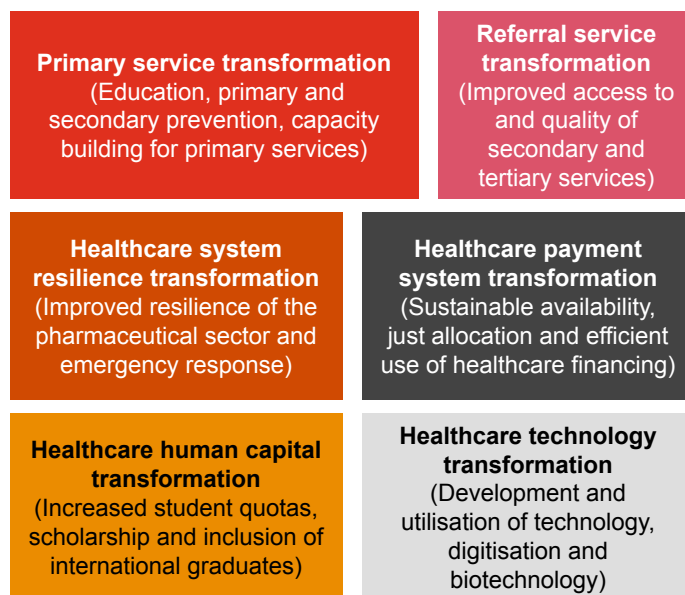 Primary service transformation
(Education, primary and
secondary prevention, capacity
building for primary services)
Referral service
transformation
(Improved access to
and quality of
secondary and
tertiary services)
Healthcare system
resilience transformation
(Improved resilience of the
pharmaceutical sector and
emergency response)
Healthcare payment
system transformation
(Sustainable availability,
just allocation and efficient
use of healthcare financing)
Healthcare human capital
transformation
(Increased student quotas,
scholarship and inclusion of
international graduates)
Healthcare technology
transformation
(Development and
utilisation of technology,
digitisation and
biotechnology)